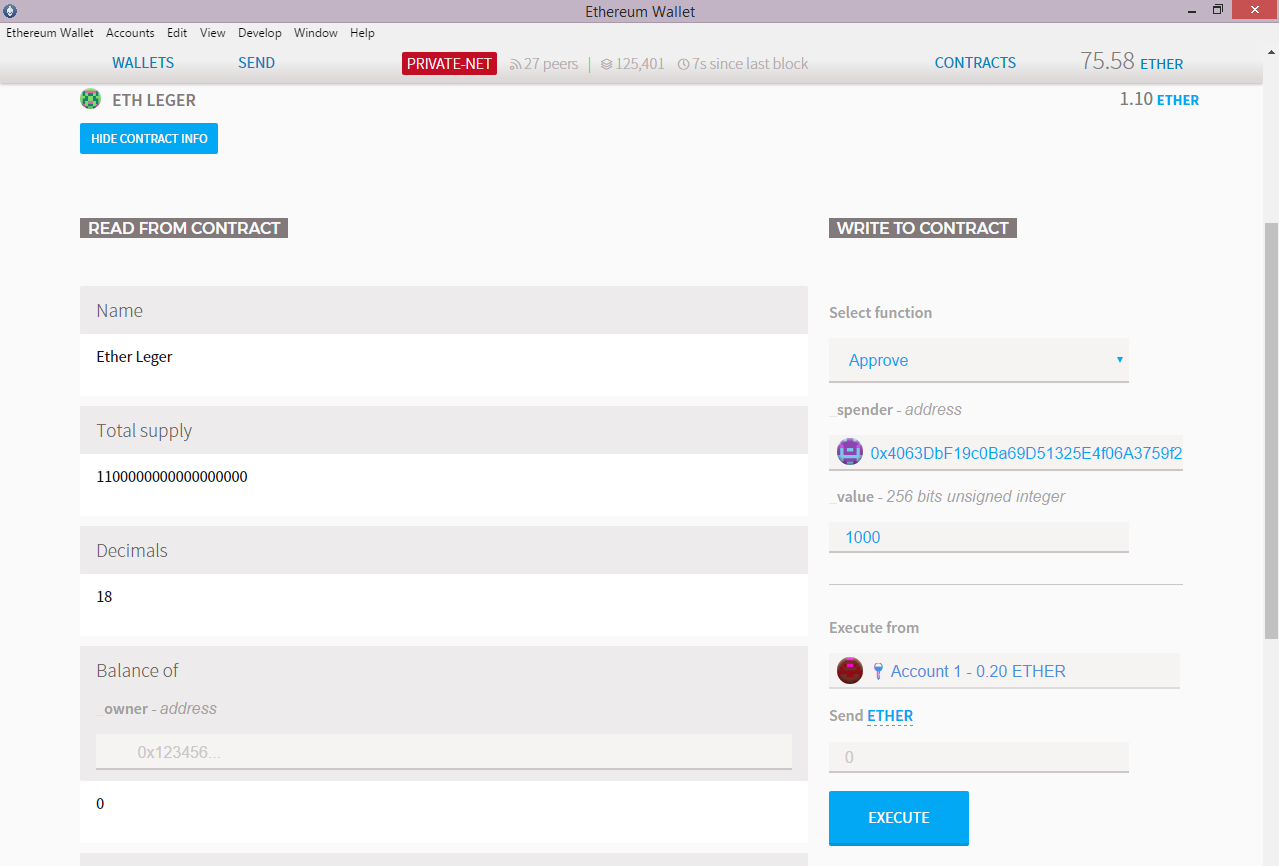 Ethereum Wallet
Ethereum Wallet Accounts Edit View Develop Window Help
WALLETS SEND PRIVATE-NET 27 peers | 125,401 7s since last block CONTRACTS 75.58 ETHER
ETH LEGER 1.10 ETHER
HIDE CONTRACT INFO
READ FROM CONTRACT
Name
Ether Leger
Total supply
1100000000000000000
Decimals
18
Balance of
_owner - address
0x123456...
0
WRITE TO CONTRACT
Select function
Approve
_spender - address
0x4063DbF19c0Ba69D51325E4f06A3759f2
_value - 256 bits unsigned integer
1000
Execute from
Account 1 - 0.20 ETHER
Send ETHER
0
EXECUTE